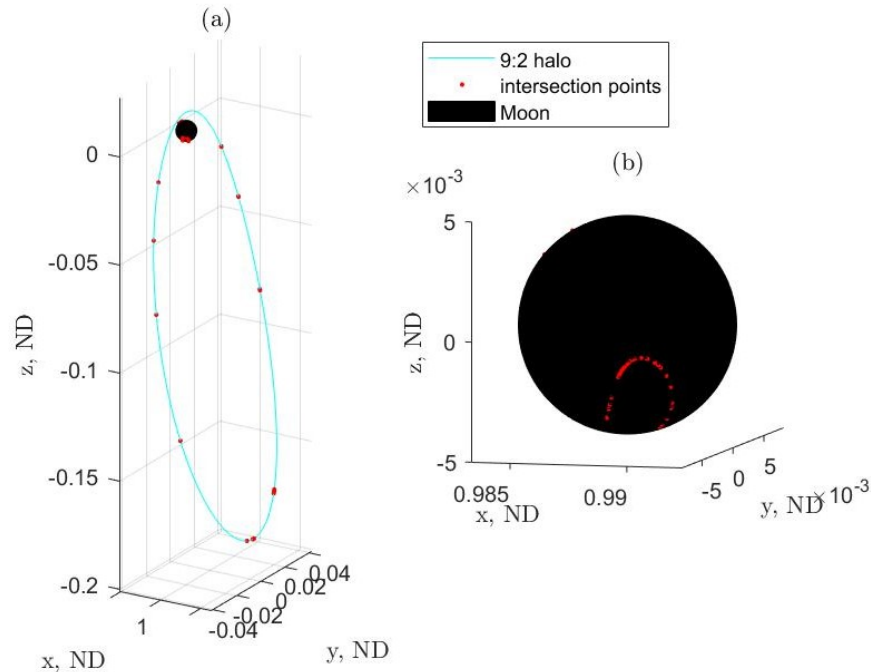 (a)
0
-0.05
-0.1
-0.15
-0.2
z, ND
1
x, ND
-0.04
-0.02
0
0.02
0.04
y, ND
9:2 halo
intersection points
Moon
(b)
×10⁻³
5
0
-5
z, ND
0.985
0.99
x, ND
-5
0
5
×10⁻³
y, ND